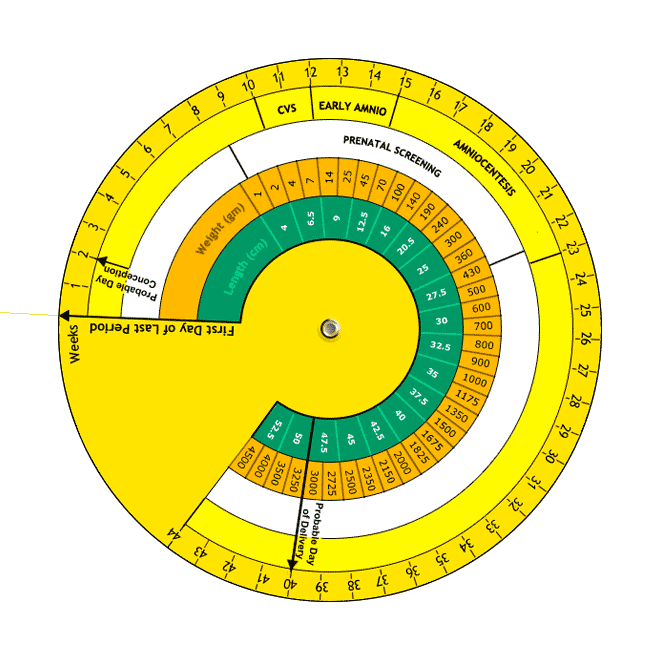 Weeks
1 2 3 4 5 6 7 8 9 10 11 12 13 14 15 16 17 18 19 20 21 22 23 24 25 26 27 28 29 30 31 32 33 34 35 36 37 38 39 40 41 42 43 44
CVS
EARLY AMNIO
AMNIOCENTESIS
PRENATAL SCREENING
Weight (gm)
1 2 4 7 14 25 45 70 100 140 190 240 300 360 430 500 600 700 800 900 1000 1175 1350 1500 1675 1825 2000 2150 2350 2500 2725 3000 3250 3500 4000 4500
Length (cm)
4 6.5 9 12.5 16 20.5 25 27.5 30 32.5 35 37.5 40 42.5 45 47.5 50 52.5
Probable Day
Conception
First Day of Last Period
Probable Day
of Delivery